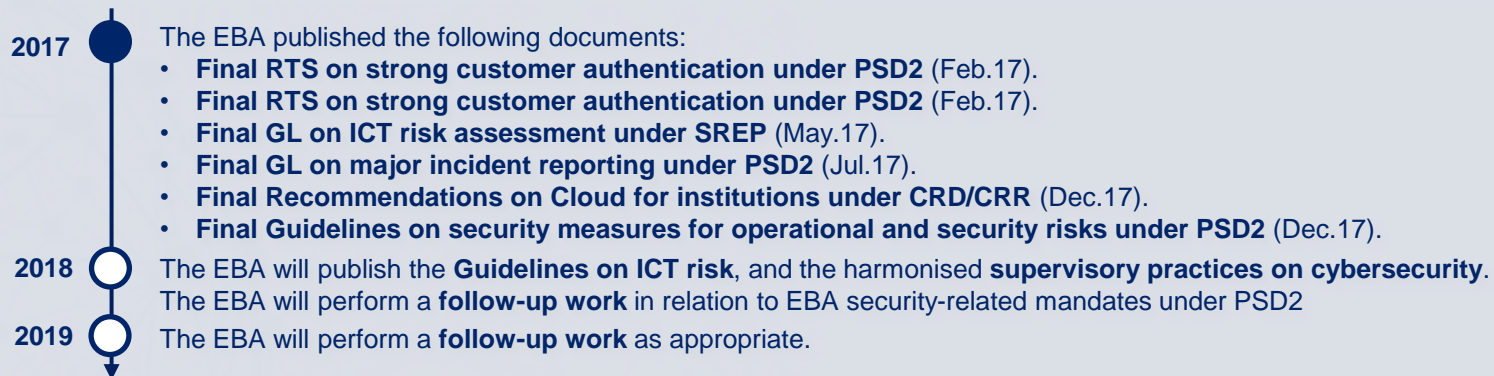 2017
The EBA published the following documents:
• Final RTS on strong customer authentication under PSD2 (Feb.17).
• Final RTS on strong customer authentication under PSD2 (Feb.17).
• Final GL on ICT risk assessment under SREP (May.17).
• Final GL on major incident reporting under PSD2 (Jul.17).
• Final Recommendations on Cloud for institutions under CRD/CRR (Dec.17).
• Final Guidelines on security measures for operational and security risks under PSD2 (Dec.17).
2018
The EBA will publish the Guidelines on ICT risk, and the harmonised supervisory practices on cybersecurity.
The EBA will perform a follow-up work in relation to EBA security-related mandates under PSD2
2019
The EBA will perform a follow-up work as appropriate.